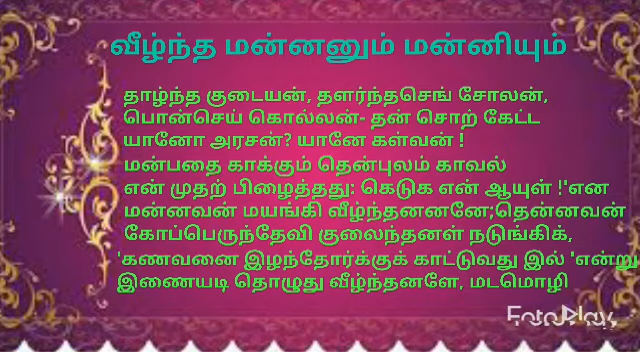 வீழ்ந்த மன்னனும் மன்னியும்
தாழ்ந்த குடையன், தளர்ந்தசெங் சோலன்,
பொன்செய் கொல்லன்- தன் சொற் கேட்ட
யானோ அரசன்? யானே கள்வன் !
மன்பதை காக்கும் தென்புலம் காவல்
என் முதற் பிழைத்தது: கெடுக என் ஆயுள் !'என
மன்னவன் மயங்கி வீழ்ந்தனனனே;தென்னவன்
கோப்பெருந்தேவி குலைந்தனள் நடுங்கிக்,
'கணவனை இழந்தோர்க்குக் காட்டுவது இல் 'என்று
இணையடி தொழுது வீழ்ந்தனளே, மடமொழி
FotoPlay